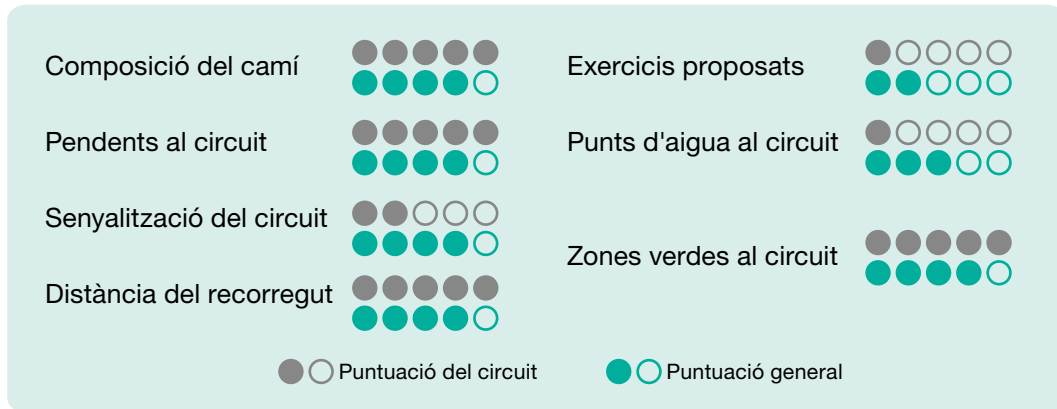 Composició del camí
Pendents al circuit
Senyalització del circuit
Distància del recorregut
Exercicis proposats
Punts d'aigua al circuit
Zones verdes al circuit
Puntuació del circuit
Puntuació general